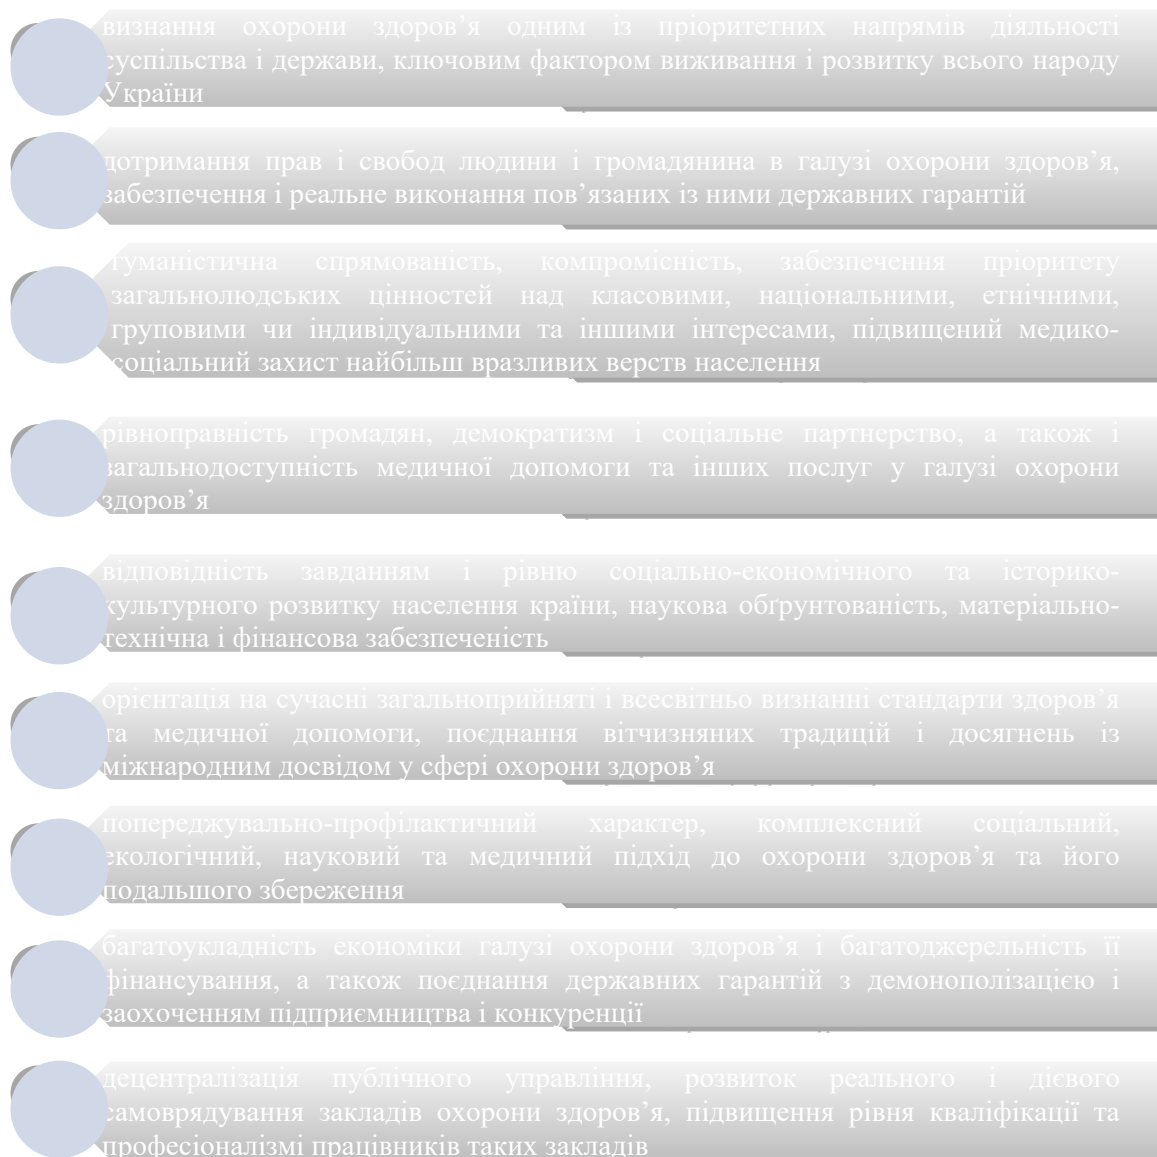 визнання охорони здоров’я одним із пріоритетних напрямів діяльності
суспільства і держави, ключовим фактором виживання і розвитку всього народу
України
дотримання прав і свобод людини і громадянина в галузі охорони здоров’я,
забезпечення і реальне виконання пов’язаних із ними державних гарантій
гуманістична спрямованість, компромісність, забезпечення пріоритету
загальнолюдських цінностей над класовими, національними, етнічними,
груповими чи індивідуальними та іншими інтересами, підвищений медико-
соціальний захист найбільш вразливих верств населення
рівноправність громадян, демократизм і соціальне партнерство, а також і
загальнодоступність медичної допомоги та інших послуг у галузі охорони
здоров’я
відповідність завданням і рівню соціально-економічного та історико-
культурного розвитку населення країни, наукова обґрунтованість, матеріально-
технічна і фінансова забезпеченість
орієнтація на сучасні загальноприйняті і всесвітньо визнанні стандарти здоров’я
та медичної допомоги, поєднання вітчизняних традицій і досягнень із
міжнародним досвідом у сфері охорони здоров’я
попереджувально-профілактичний характер, комплексний соціальний,
екологічний, науковий та медичний підхід до охорони здоров’я та його
подальшого збереження
багатоукладність економіки галузі охорони здоров’я і багатоджерельність її
фінансування, а також поєднання державних гарантій з демонополізацією і
заохоченням підприємництва і конкуренції
децентралізація публічного управління, розвиток реального і дієвого
самоврядування закладів охорони здоров’я, підвищення рівня кваліфікації та
професіоналізмі працівників таких закладів